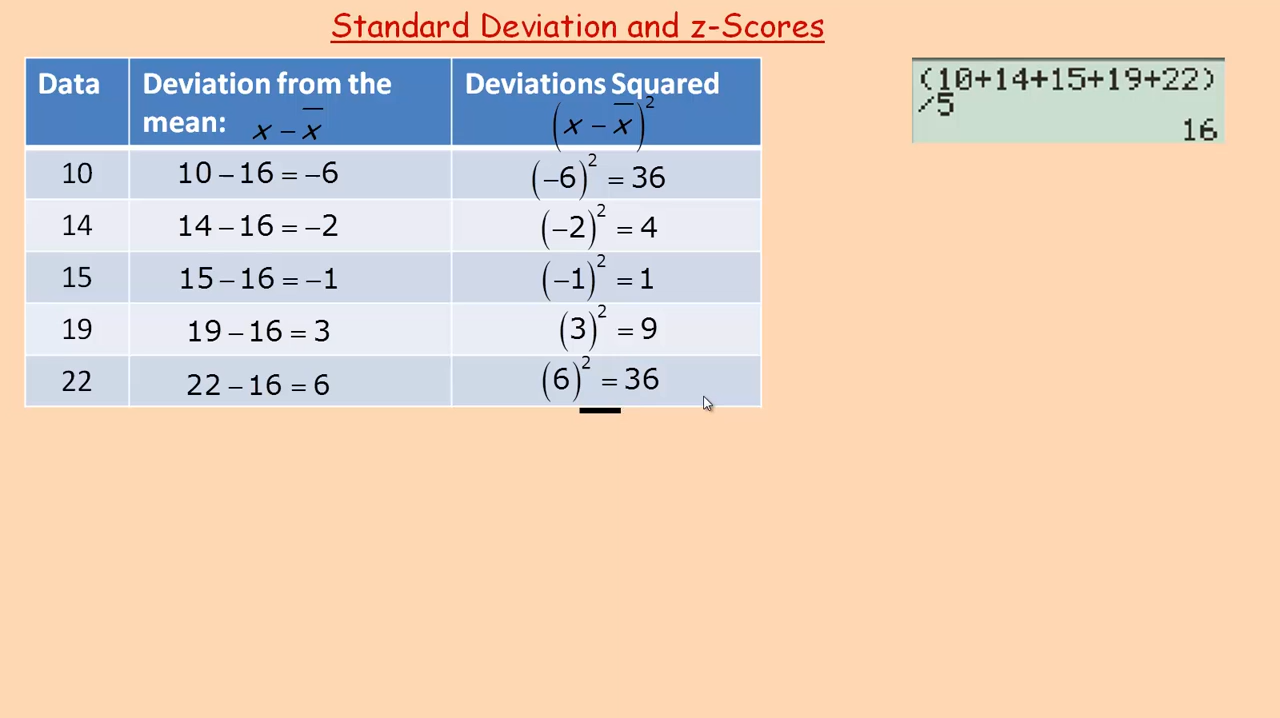 Standard Deviation and z-Scores
Data Deviation from the mean: x – x̄ Deviations Squared (x – x̄)²
10 10 – 16 = –6 (–6)² = 36
14 14 – 16 = –2 (–2)² = 4
15 15 – 16 = –1 (–1)² = 1
19 19 – 16 = 3 (3)² = 9
22 22 – 16 = 6 (6)² = 36
(10+14+15+19+22)
/5
16